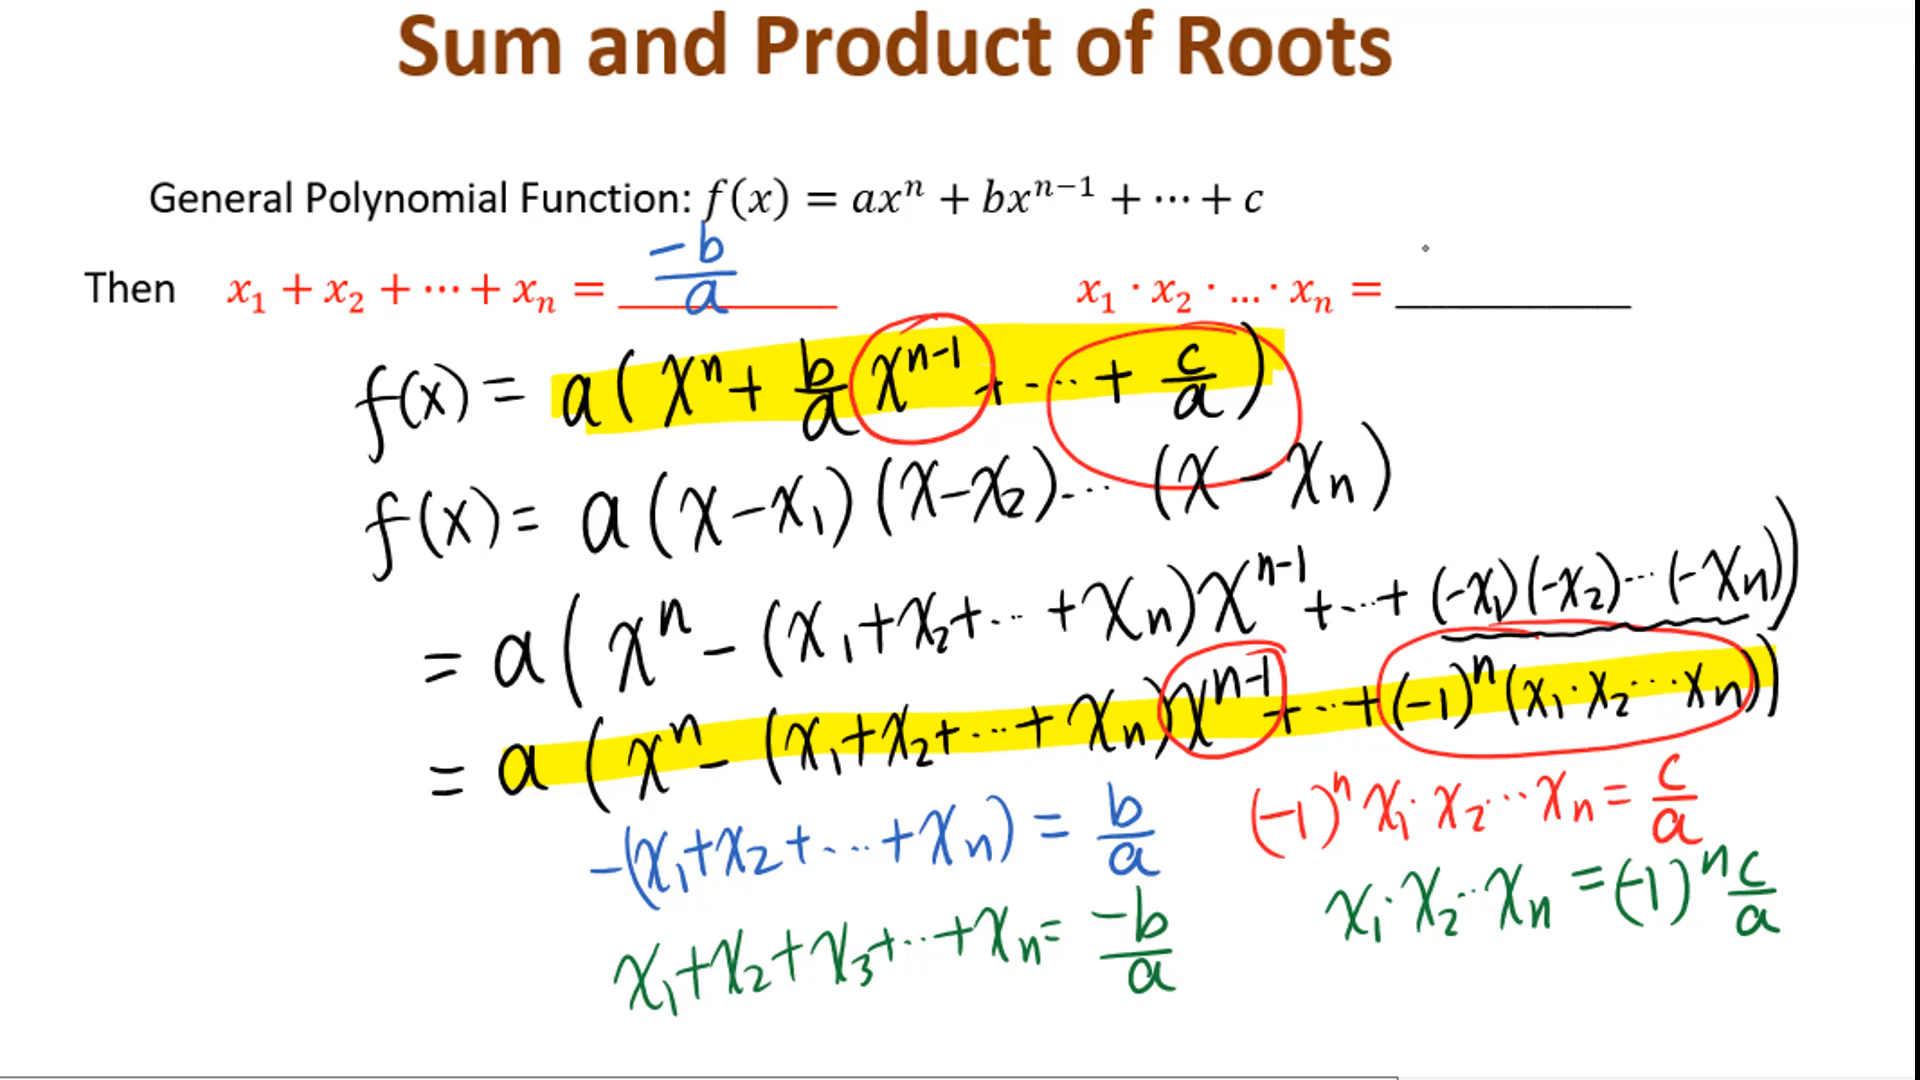 Sum and Product of Roots
General Polynomial Function: f(x) = axⁿ + bxⁿ⁻¹ + ⋯ + c
Then x₁ + x₂ + ⋯ + xₙ = -b/a x₁ · x₂ · … · xₙ = ________
f(x) = a(xⁿ + b/a xⁿ⁻¹ + ⋯ + c/a)
f(x) = a(x-x₁)(x-x₂)⋯(x-xₙ)
= a(xⁿ - (x₁+x₂+⋯+xₙ)xⁿ⁻¹ + ⋯ + (-x₁)(-x₂)⋯(-xₙ))
= a(xⁿ - (x₁+x₂+⋯+xₙ)xⁿ⁻¹ + ⋯ + (-1)ⁿ(x₁·x₂⋯xₙ))
-(x₁+x₂+⋯+xₙ) = b/a (-1)ⁿ x₁·x₂⋯xₙ = c/a
x₁+x₂+x₃+⋯+xₙ = -b/a x₁·x₂⋯xₙ = (-1)ⁿ c/a